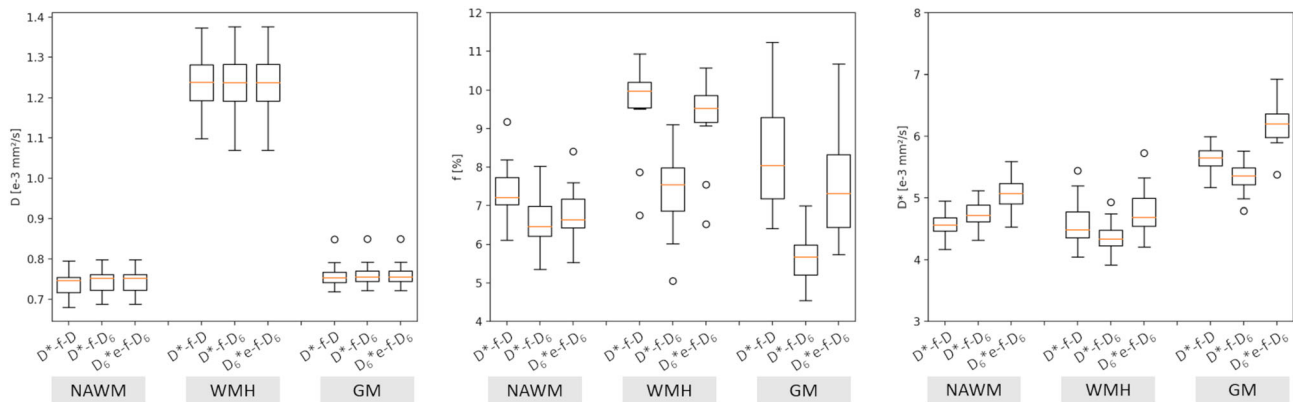 D [e-3 mm²/s]
1.4
1.3
1.2
1.1
1.0
0.9
0.8
0.7
D*-f-D
D*-f-D₆
D₆*e-f-D₆
D*-f-D
D*-f-D₆
D₆*e-f-D₆
D*-f-D
D*-f-D₆
D₆*e-f-D₆
NAWM
WMH
GM
f [%]
12
11
10
9
8
7
6
5
4
D*-f-D
D*-f-D₆
D₆*e-f-D₆
D*-f-D
D*-f-D₆
D₆*e-f-D₆
D*-f-D
D*-f-D₆
D₆*e-f-D₆
NAWM
WMH
GM
D* [e-3 mm²/s]
8
7
6
5
4
3
D*-f-D
D*-f-D₆
D₆*e-f-D₆
D*-f-D
D*-f-D₆
D₆*e-f-D₆
D*-f-D
D*-f-D₆
D₆*e-f-D₆
NAWM
WMH
GM